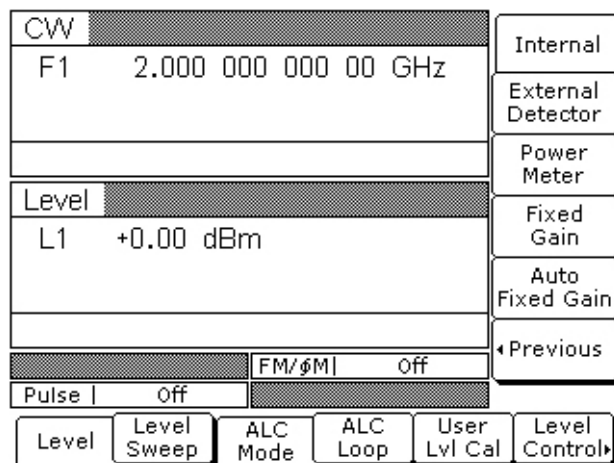 CW
F1 2.000 000 000 00 GHz
Level
L1 +0.00 dBm
FM/ϕM| Off
Pulse | Off
Internal
External
Detector
Power
Meter
Fixed
Gain
Auto
Fixed Gain
Previous
Level
Level
Sweep
ALC
Mode
ALC
Loop
User
Lvl Cal
Level
Control